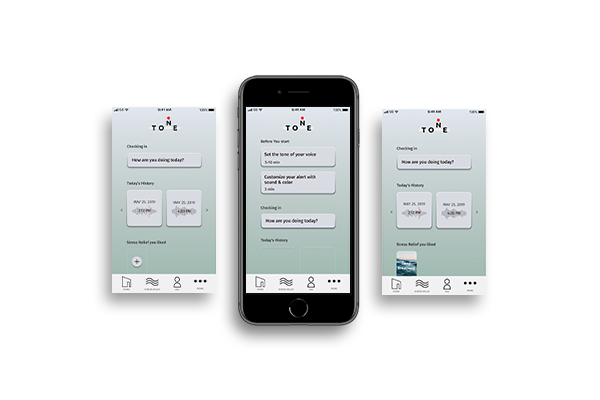 9:41 AM
100%
TONE
Checking in
How are you doing today?
Today's History
MAY 25, 2019
2:12 PM
MAY 25, 2019
4:20 PM
Stress Relief you liked
9:41 AM
100%
TONE
Before You start
Set the tone of your voice
5-10 min
Customize your alert with
sound & color
3 min
Checking in
How are you doing today?
Today's History
9:41 AM
100%
TONE
Checking in
How are you doing today?
Today's History
MAY 25, 2019
2:12 PM
MAY 25, 2019
4:20 PM
Stress Relief you liked